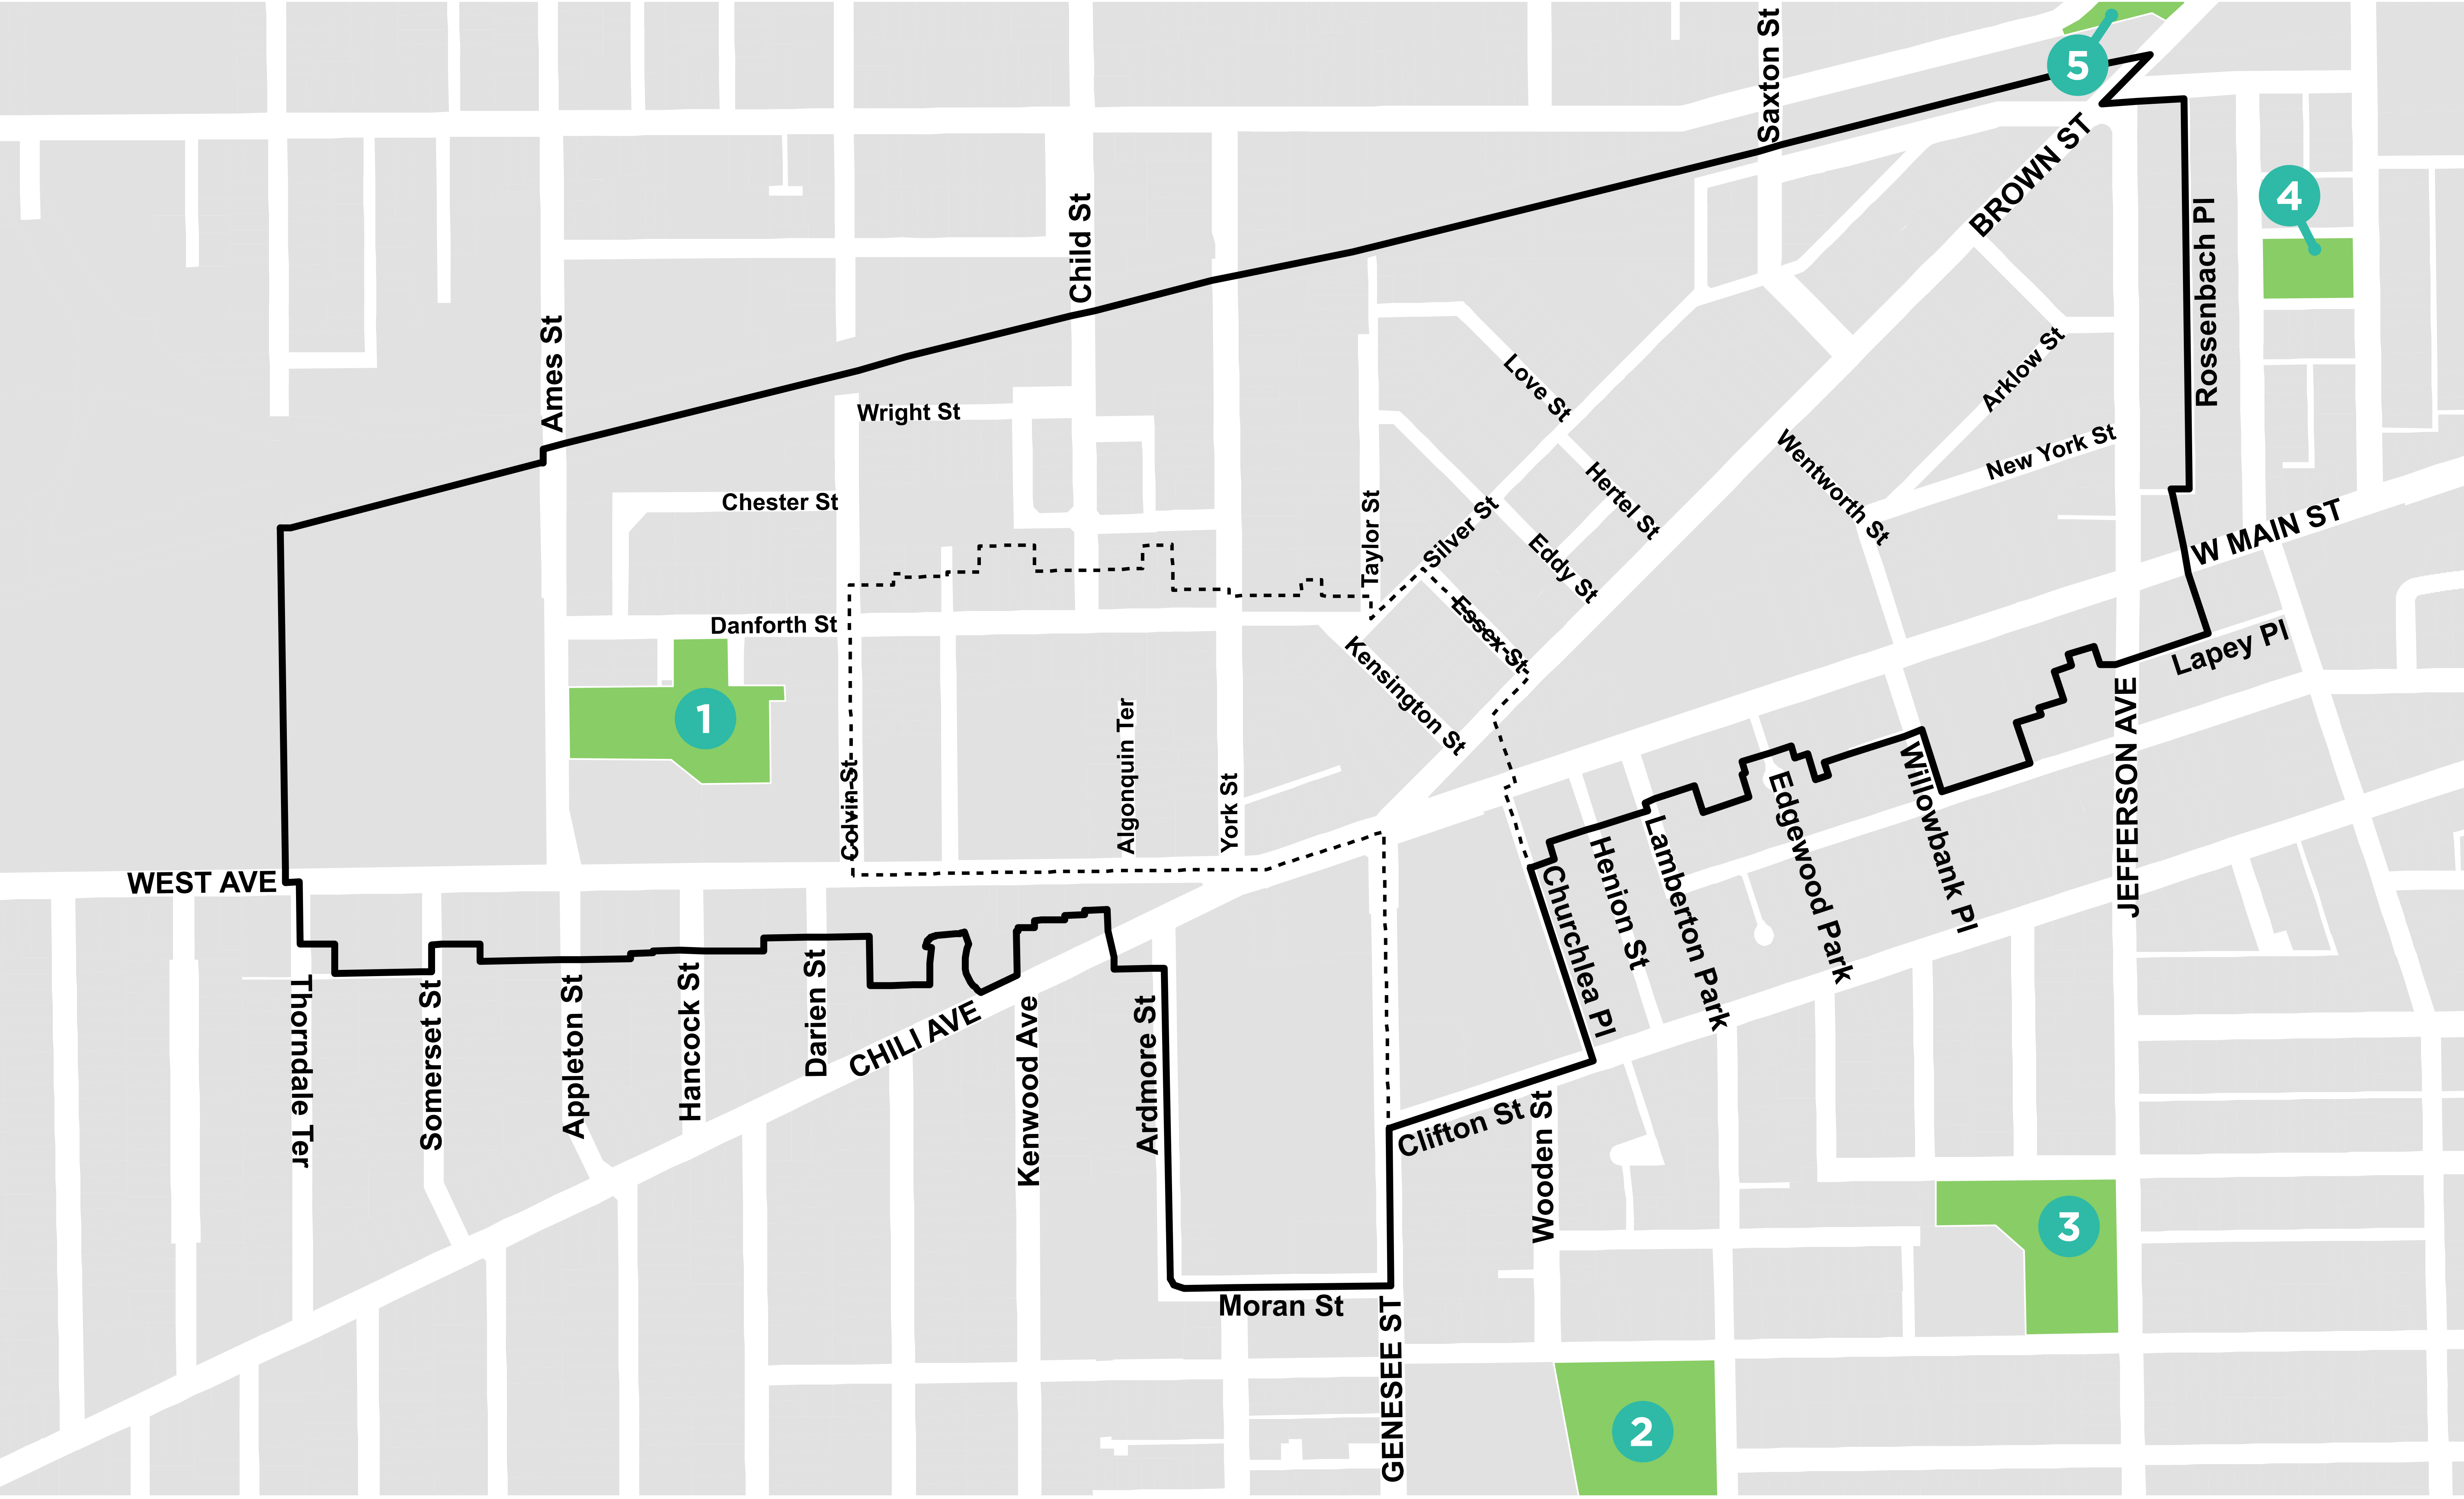 Saxton St
5
BROWN ST
4
Child St
Rossenbach Pl
Ames St
Love St
Arklow St
Wright St
New York St
Wentworth St
Hertel St
Chester St
Taylor St
Silver St
Eddy St
W MAIN ST
Danforth St
Essex St
Kensington St
Lapey Pl
1
Colvin St
Algonquin Ter
York St
JEFFERSON AVE
Willowbank Pl
Edgewood Park
Lamberton Park
Henion St
Churchlea Pl
WEST AVE
Thorndale Ter
Somerset St
Appleton St
Hancock St
Darien St
CHILI AVE
Kenwood Ave
Ardmore St
Clifton St
Wooden St
3
Moran St
GENESEE ST
2